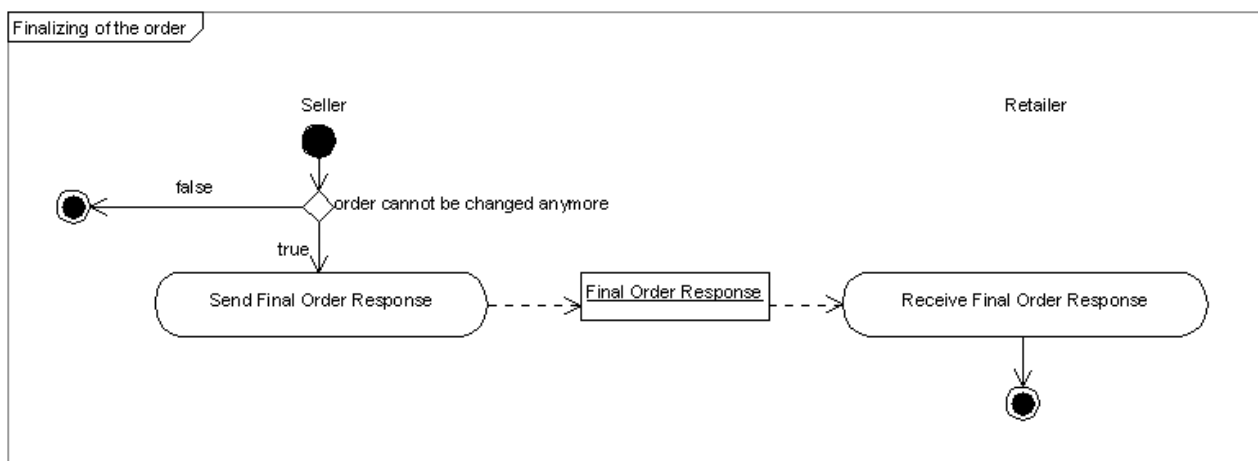 Finalizing of the order
Seller
Retailer
false
order cannot be changed anymore
true
Send Final Order Response
Final Order Response
Receive Final Order Response